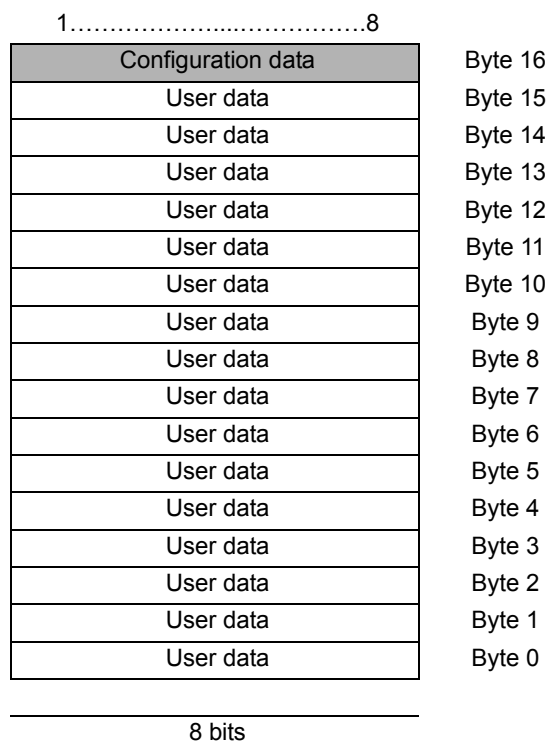 1……………………....……………8
Configuration data Byte 16
User data Byte 15
User data Byte 14
User data Byte 13
User data Byte 12
User data Byte 11
User data Byte 10
User data Byte 9
User data Byte 8
User data Byte 7
User data Byte 6
User data Byte 5
User data Byte 4
User data Byte 3
User data Byte 2
User data Byte 1
User data Byte 0
8 bits